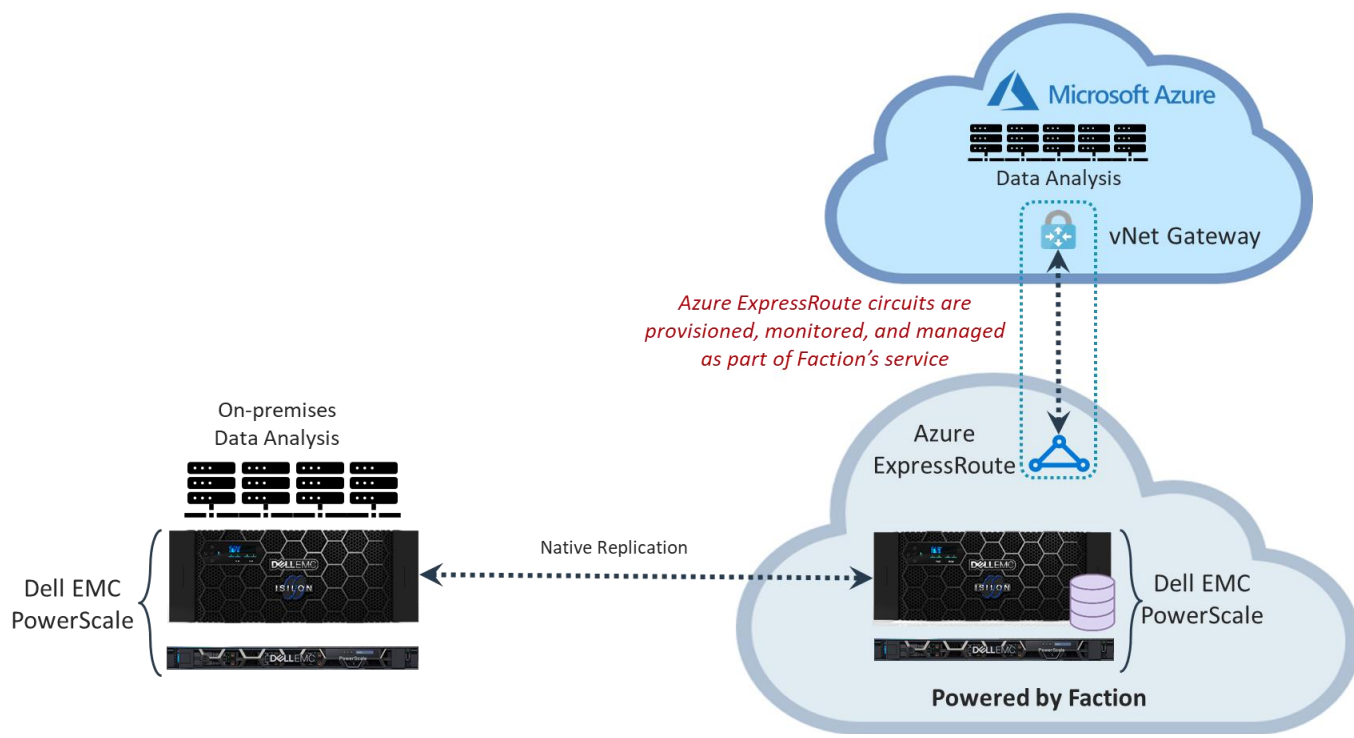 Microsoft Azure
Data Analysis
vNet Gateway
Azure ExpressRoute circuits are
provisioned, monitored, and managed
as part of Faction's service
On-premises
Data Analysis
Azure
ExpressRoute
Native Replication
DELLEMC
ISILON
DELLEMC
ISILON
Dell EMC
PowerScale
Dell EMC
PowerScale
DELLEMC
PowerScale
DELLEMC
PowerScale
Powered by Faction